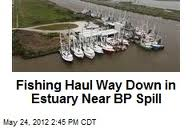 Fishing Haul Way Down in
Estuary Near BP Spill
May 24, 2012 2:45 PM CDT